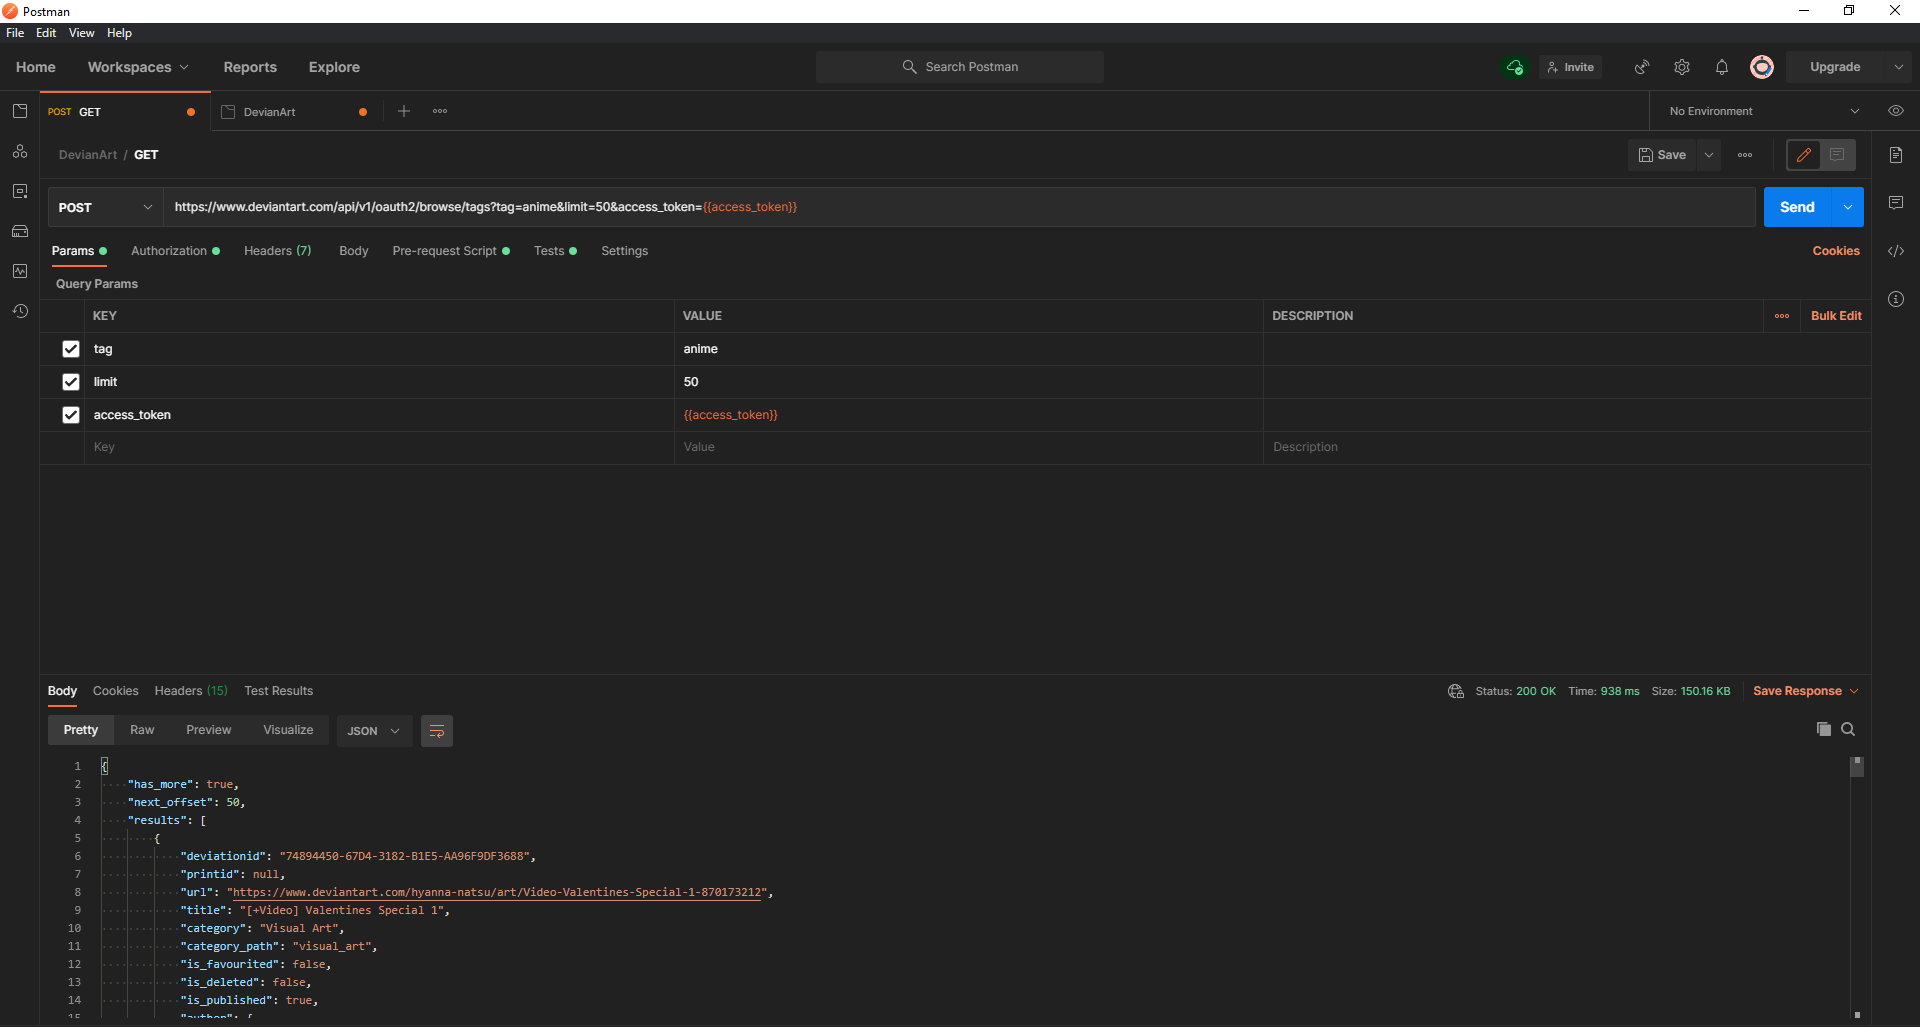 Postman
File Edit View Help
Home Workspaces Reports Explore Search Postman Invite Upgrade
POST GET DevianArt No Environment
DevianArt / GET Save
POST https://www.deviantart.com/api/v1/oauth2/browse/tags?tag=anime&limit=50&access_token={{access_token}} Send
Params Authorization Headers (7) Body Pre-request Script Tests Settings Cookies
Query Params
KEY VALUE DESCRIPTION Bulk Edit
tag anime
limit 50
access_token {{access_token}}
Key Value Description
Body Cookies Headers (15) Test Results Status: 200 OK Time: 938 ms Size: 150.16 KB Save Response
Pretty Raw Preview Visualize JSON
1 {
2 "has_more": true,
3 "next_offset": 50,
4 "results": [
5 {
6 "deviationid": "74894450-67D4-3182-B1E5-AA96F9DF3688",
7 "printid": null,
8 "url": "https://www.deviantart.com/hyanna-natsu/art/Video-Valentines-Special-1-870173212",
9 "title": "[+Video] Valentines Special 1",
10 "category": "Visual Art",
11 "category_path": "visual_art",
12 "is_favourited": false,
13 "is_deleted": false,
14 "is_published": true,
15 "author": {